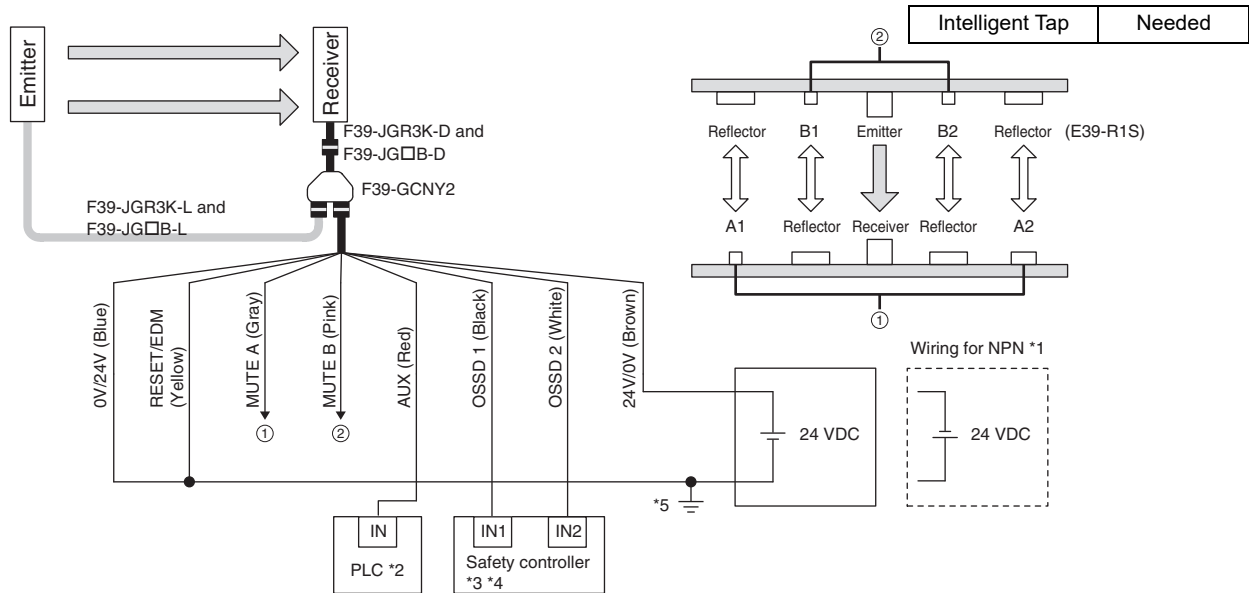 Intelligent Tap Needed
Emitter
Receiver
F39-JGR3K-D and
F39-JG□B-D
F39-GCNY2
F39-JGR3K-L and
F39-JG□B-L
②
Reflector B1 Emitter B2 Reflector (E39-R1S)
A1 Reflector Receiver Reflector A2
①
0V/24V (Blue)
RESET/EDM
(Yellow)
MUTE A (Gray)
MUTE B (Pink)
AUX (Red)
OSSD 1 (Black)
OSSD 2 (White)
24V/0V (Brown)
① ②
Wiring for NPN *1
24 VDC
24 VDC
*5
IN
PLC *2
IN1 IN2
Safety controller
*3 *4